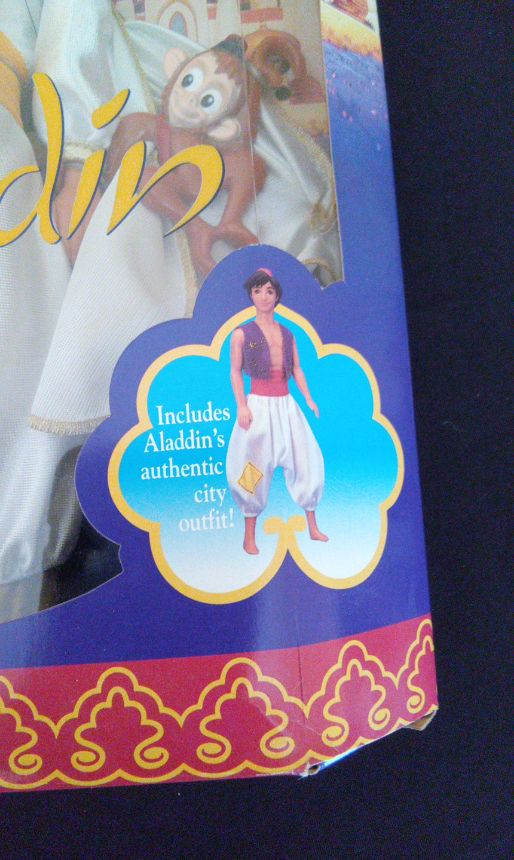 din
Includes
Aladdin's
authentic
city
outfit!